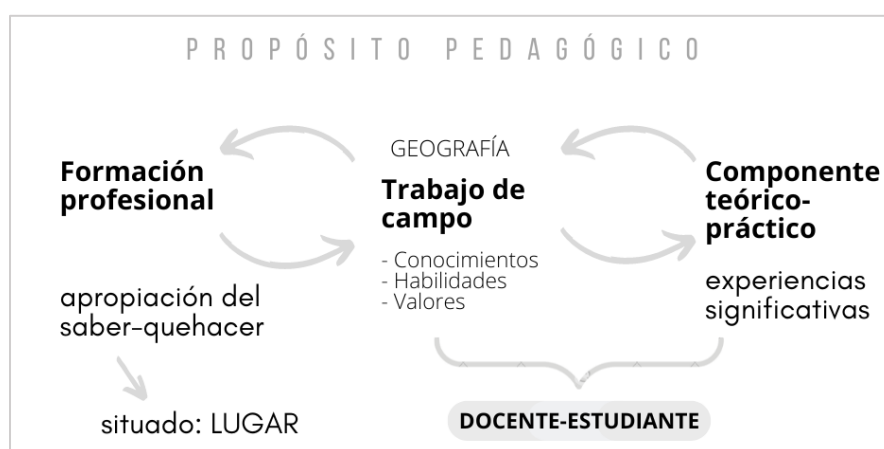 PROPÓSITO PEDAGÓGICO
Formación
profesional
apropiación del
saber-quehacer
situado: LUGAR
GEOGRAFÍA
Trabajo de
campo
- Conocimientos
- Habilidades
- Valores
Componente
teórico-
práctico
experiencias
significativas
DOCENTE-ESTUDIANTE